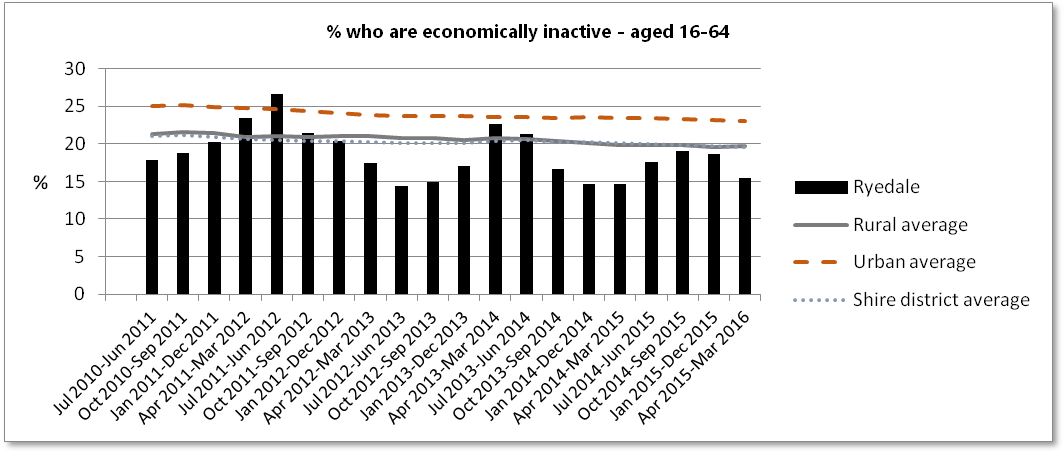 % who are economically inactive - aged 16-64
30
25
20
15
10
5
0
%
Jul 2010-Jun 2011
Oct 2010-Sep 2011
Jan 2011-Dec 2011
Apr 2011-Mar 2012
Jul 2011-Jun 2012
Oct 2011-Sep 2012
Jan 2012-Dec 2012
Apr 2012-Mar 2013
Jul 2012-Jun 2013
Oct 2012-Sep 2013
Jan 2013-Dec 2013
Apr 2013-Mar 2014
Jul 2013-Jun 2014
Oct 2013-Sep 2014
Jan 2014-Dec 2014
Apr 2014-Mar 2015
Jul 2014-Jun 2015
Oct 2014-Sep 2015
Jan 2015-Dec 2015
Apr 2015-Mar 2016
Ryedale
Rural average
Urban average
Shire district average